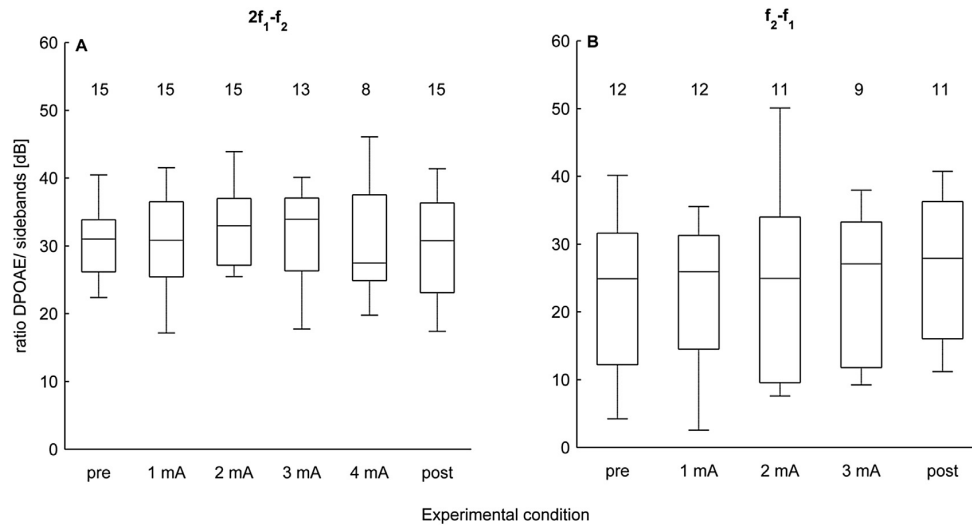 2f₁-f₂
A
60
50
40
30
20
10
0
ratio DPOAE/ sidebands [dB]
15 15 15 13 8 15
pre 1 mA 2 mA 3 mA 4 mA post
f₂-f₁
B
60
50
40
30
20
10
0
12 12 11 9 11
pre 1 mA 2 mA 3 mA post
Experimental condition